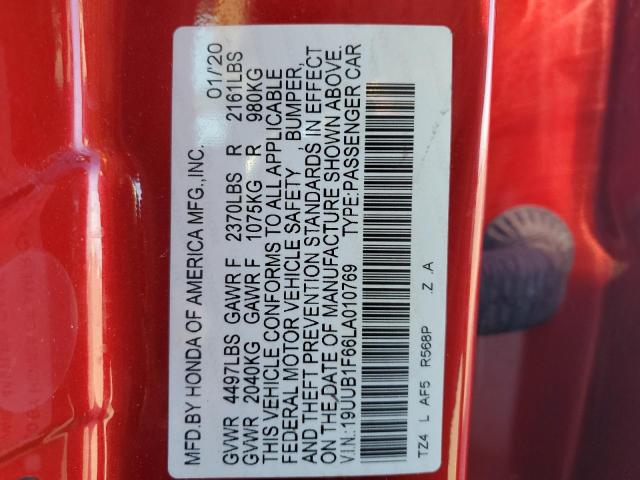 MFD.BY HONDA OF AMERICA MFG.,INC. 01/'20
GVWR 4497LBS GAWR F 2370LBS R 2161LBS
GVWR 2040KG GAWR F 1075KG R 980KG
THIS VEHICLE CONFORMS TO ALL APPLICABLE
FEDERAL MOTOR VEHICLE SAFETY , BUMPER,
AND THEFT PREVENTION STANDARDS IN EFFECT
ON THE DATE OF MANUFACTURE SHOWN ABOVE.
V.I.N.:19UUB1F66LA010769 TYPE:PASSENGER CAR
TZ4 L AF5 R568P .Z .A